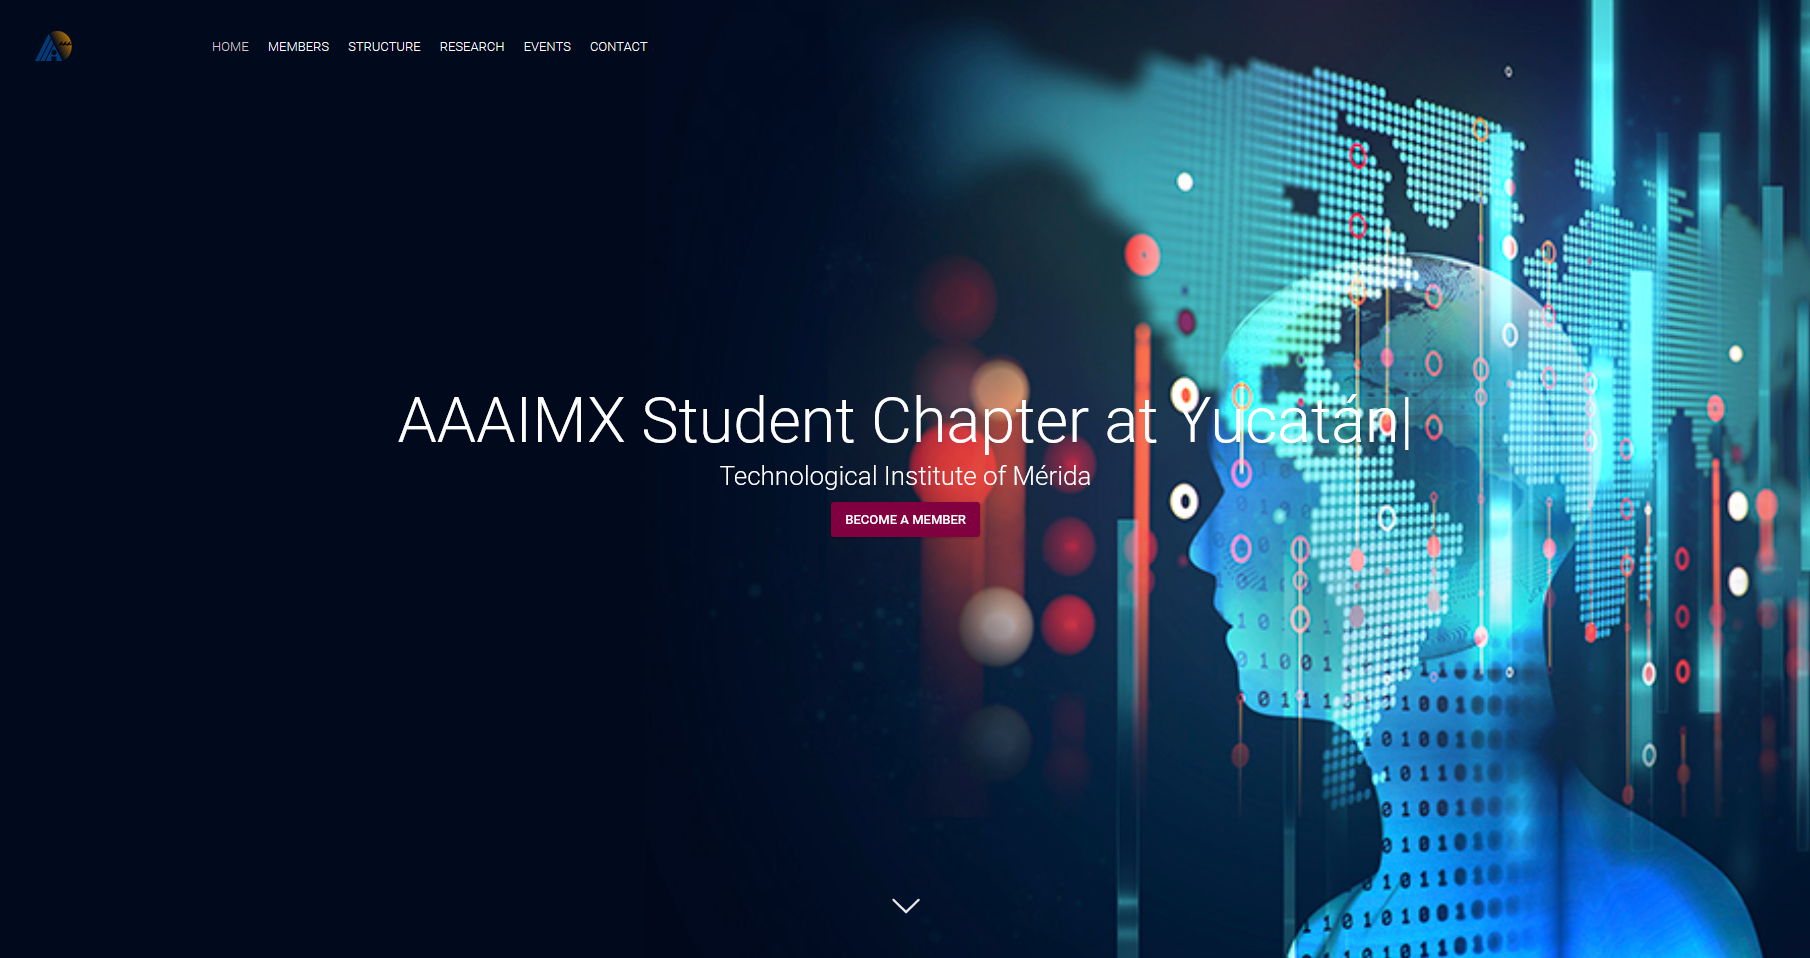 HOME MEMBERS STRUCTURE RESEARCH EVENTS CONTACT
AAAIMX Student Chapter at Yucatán|
Technological Institute of Mérida
BECOME A MEMBER